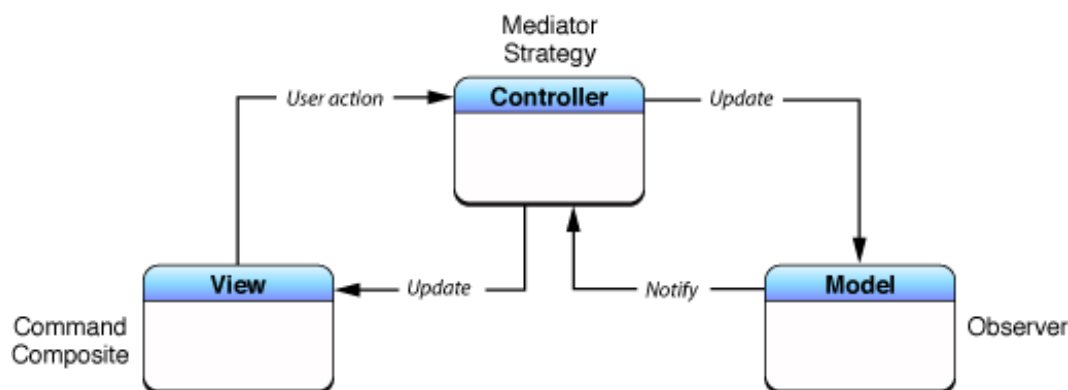 Mediator
Strategy
Controller
User action
Update
View
Update
Notify
Model
Command
Composite
Observer